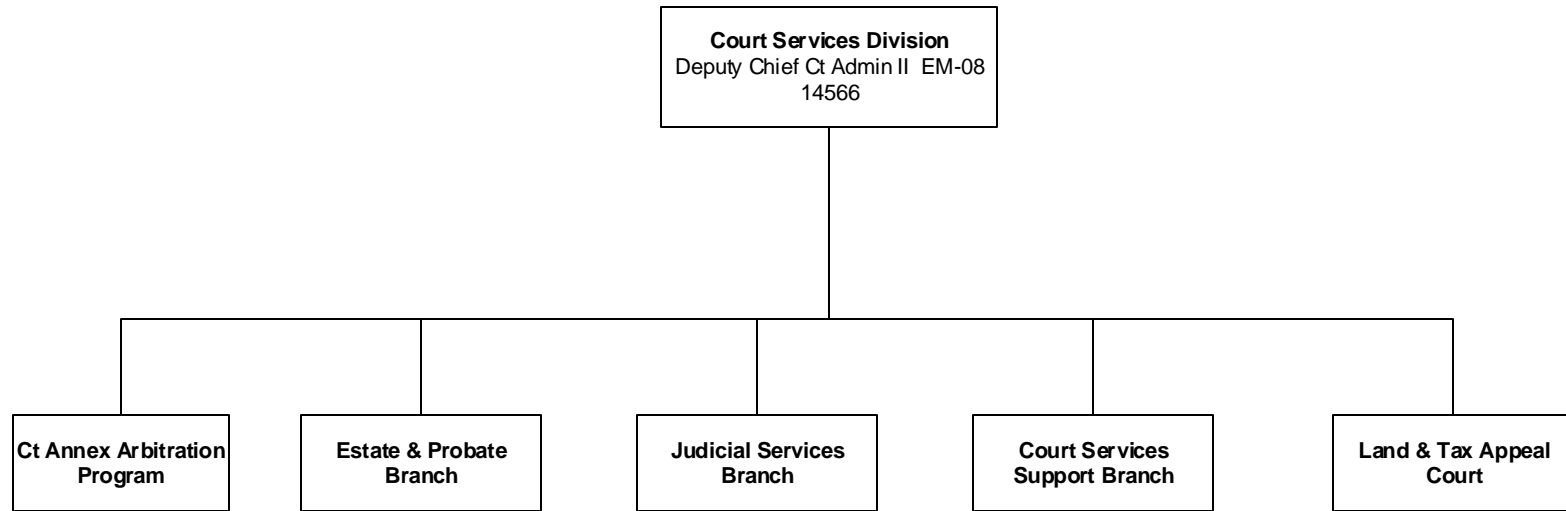 Court Services Division
Deputy Chief Ct Admin II EM-08
14566
Ct Annex Arbitration
Program
Estate & Probate
Branch
Judicial Services
Branch
Court Services
Support Branch
Land & Tax Appeal
Court